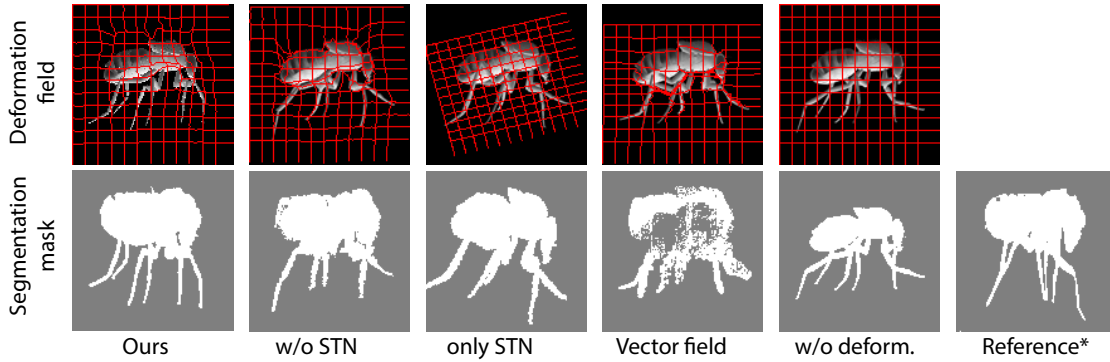 Deformation
field
Segmentation
mask
Ours
w/o STN
only STN
Vector field
w/o deform.
Reference*